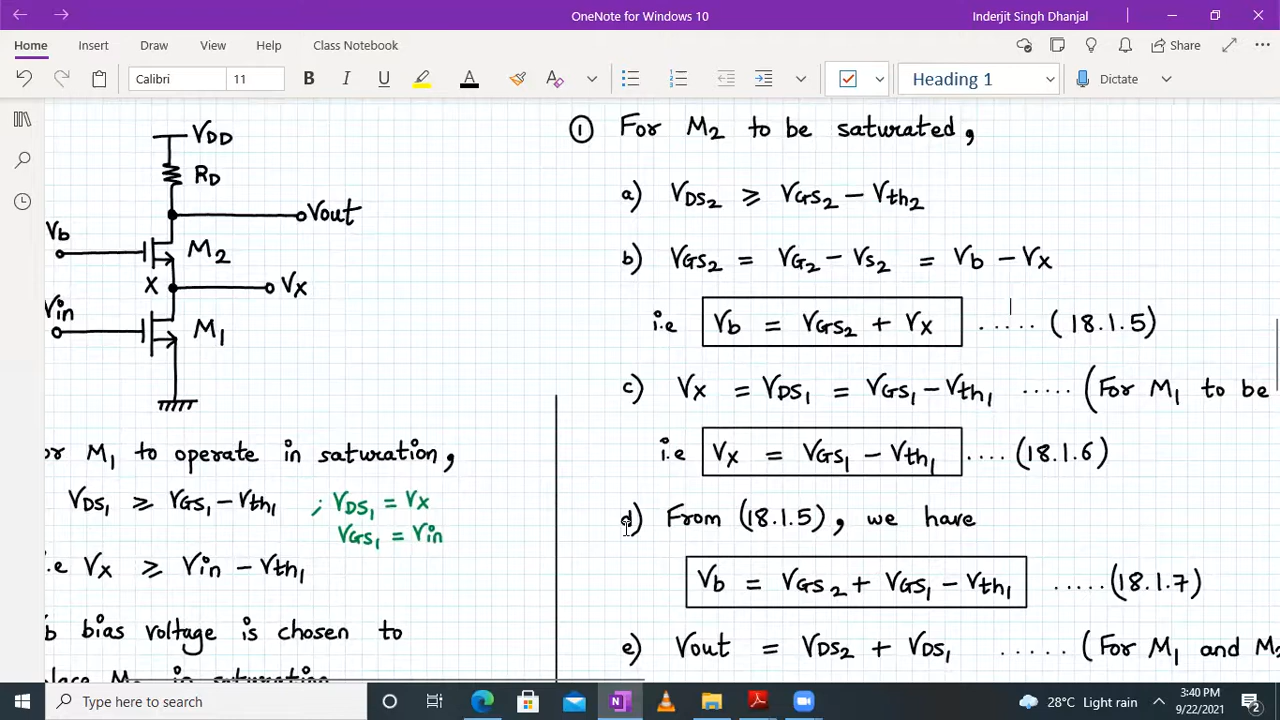 OneNote for Windows 10
Inderjit Singh Dhanjal
Home Insert Draw View Help Class Notebook
Share
Calibri 11 B I U A A Heading 1 Dictate
VDD
RD
Vout
Vb
M2
X
Vx
Vin
M1
or M1 to operate in saturation,
VDS1 ≥ VGS1 - Vth1 ; VDS1 = Vx
VGS1 = Vin
i.e Vx ≥ Vin - Vth1
b bias voltage is chosen to
place M2 in saturation
① For M2 to be saturated,
a) VDS2 ≥ VGS2 - Vth2
b) VGS2 = VG2 - VS2 = Vb - Vx
i.e Vb = VGS2 + Vx ..... (18.1.5)
c) Vx = VDS1 = VGS1 - Vth1 ..... (For M1 to be
i.e Vx = VGS1 - Vth1 .... (18.1.6)
d) From (18.1.5), we have
Vb = VGS2 + VGS1 - Vth1 ..... (18.1.7)
e) Vout = VDS2 + VDS1 ..... (For M1 and M2
Type here to search
28°C Light rain
3:40 PM
9/22/2021
2